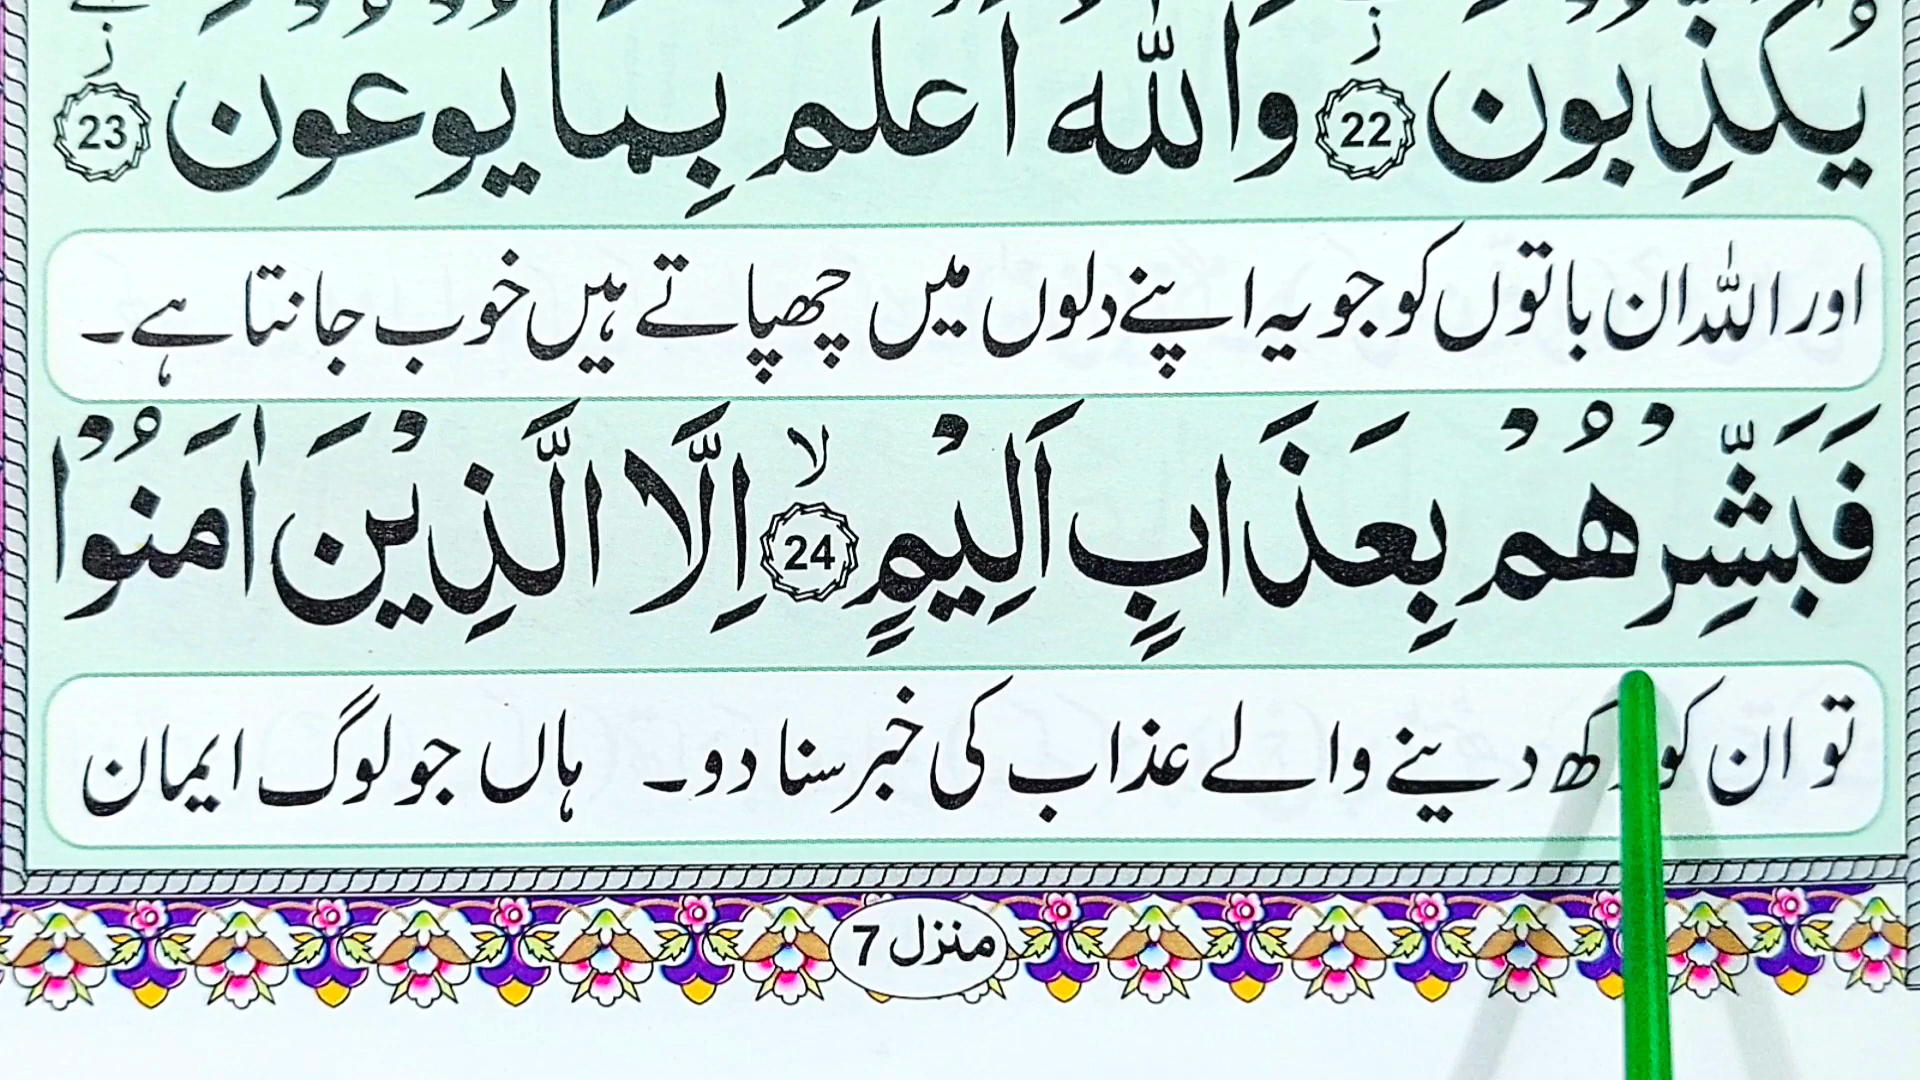 يُكَذِّبُونَ 22 ز وَاللّٰهُ اَعْلَمُ بِمَا يُوْعُوْنَ 23 ز
اور اللہ ان باتوں کو جو یہ اپنے دلوں میں چھپاتے ہیں خوب جانتا ہے۔
فَبَشِّرْهُمْ بِعَذَابٍ اَلِيْمٍ 24 لا اِلَّا الَّذِيْنَ اٰمَنُوْا
تو ان کو دینے والے عذاب کی خبر سنا دو۔ ہاں جو لوگ ایمان
منزل 7